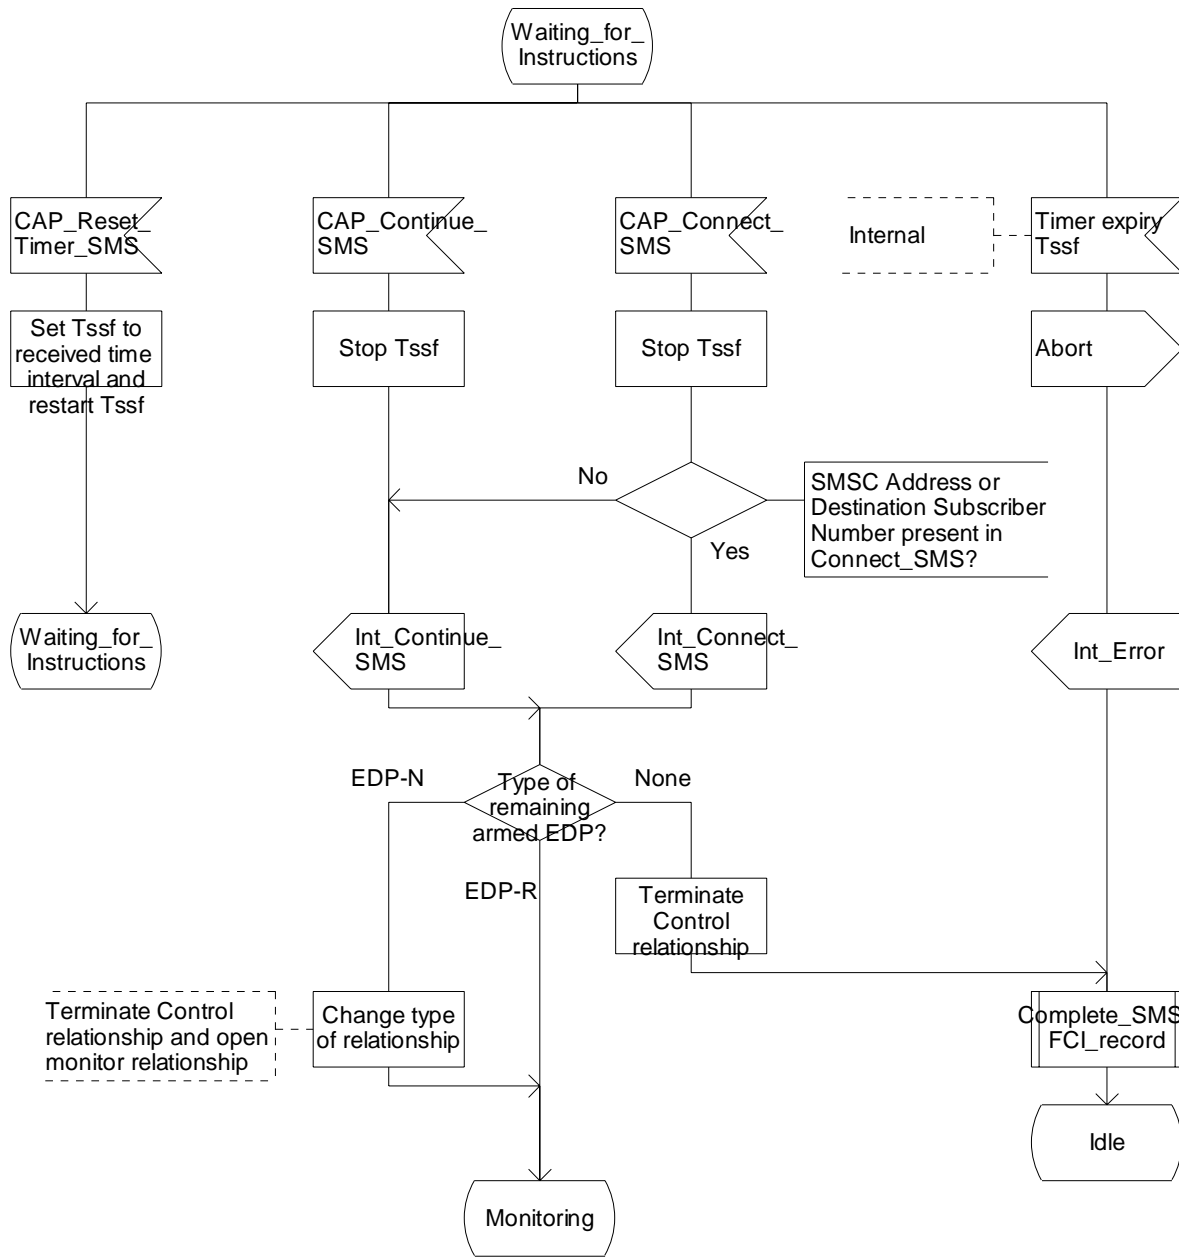 Waiting_for_
Instructions
CAP_Reset_
Timer_SMS
CAP_Continue_
SMS
CAP_Connect_
SMS
Internal
Timer expiry
Tssf
Set Tssf to
received time
interval and
restart Tssf
Stop Tssf
Stop Tssf
Abort
No
Yes
SMSC Address or
Destination Subscriber
Number present in
Connect_SMS?
Waiting_for_
Instructions
Int_Continue_
SMS
Int_Connect_
SMS
Int_Error
EDP-N
Type of
remaining
armed EDP?
None
EDP-R
Terminate
Control
relationship
Terminate Control
relationship and open
monitor relationship
Change type
of relationship
Complete_SMS
FCI_record
Idle
Monitoring